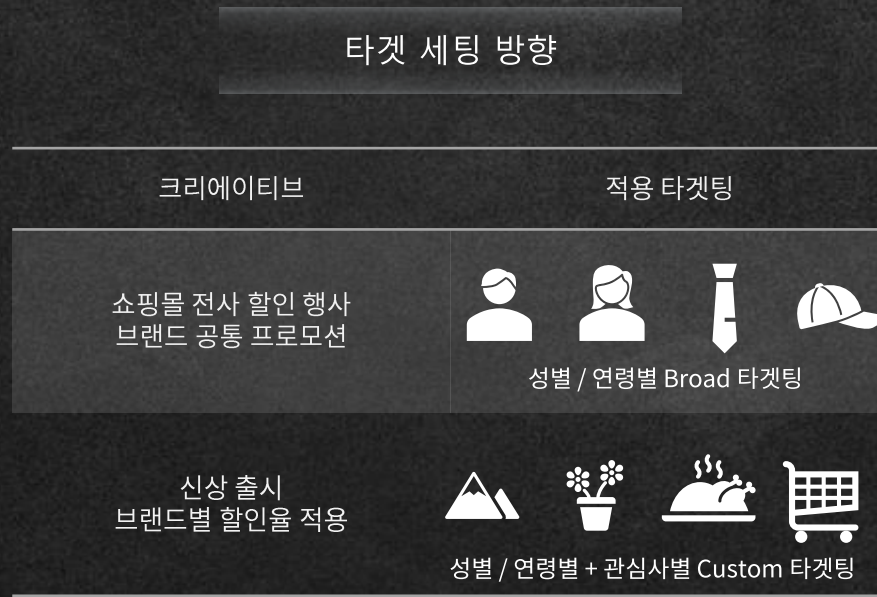 타겟 세팅 방향
크리에이티브
적용 타겟팅
쇼핑몰 전사 할인 행사
브랜드 공통 프로모션
성별 / 연령별 Broad 타겟팅
신상 출시
브랜드별 할인율 적용
성별 / 연령별 + 관심사별 Custom 타겟팅